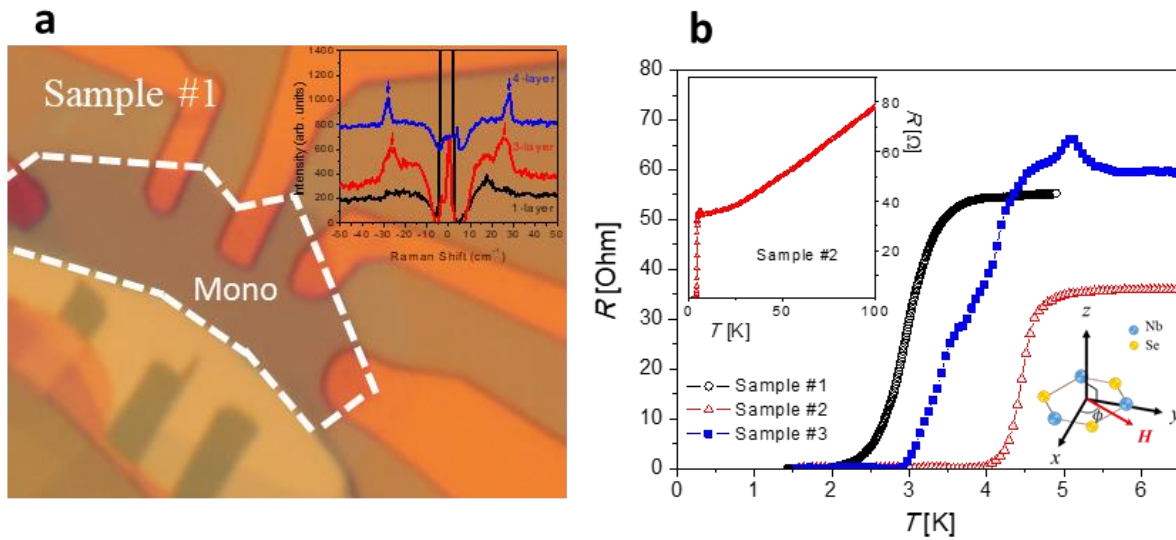 a
Sample #1
Mono
1400
1200
1000
800
600
400
200
0
Intensity (arb. units)
4-layer
3-layer
1-layer
-50 -40 -30 -20 -10 0 10 20 30 40 50
Raman Shift (cm⁻¹)
b
80
70
60
50
40
30
20
10
0
R [Ohm]
80
60
40
20
0
R [Ω]
Sample #2
0 100
T [K]
Sample #1
Sample #2
Sample #3
z
Nb
Se
y
ϕ
H
x
0 1 2 3 4 5 6
T [K]